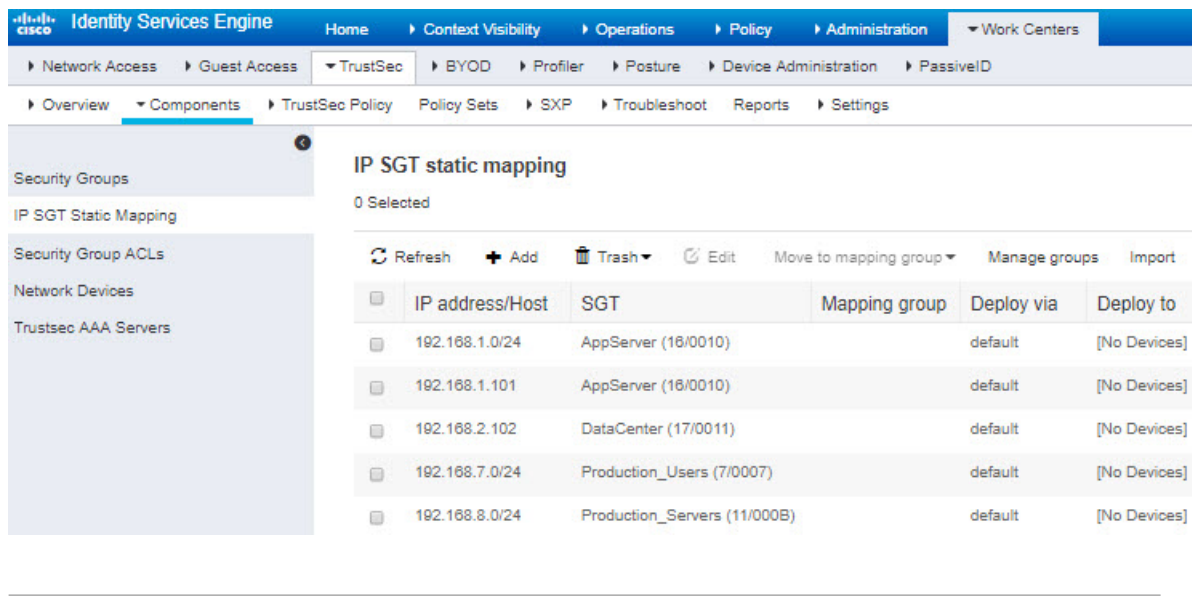 cisco Identity Services Engine Home Context Visibility Operations Policy Administration Work Centers
Network Access Guest Access TrustSec BYOD Profiler Posture Device Administration PassiveID
Overview Components TrustSec Policy Policy Sets SXP Troubleshoot Reports Settings
Security Groups
IP SGT Static Mapping
Security Group ACLs
Network Devices
Trustsec AAA Servers
IP SGT static mapping
0 Selected
Refresh Add Trash Edit Move to mapping group Manage groups Import
IP address/Host SGT Mapping group Deploy via Deploy to
192.168.1.0/24 AppServer (16/0010) default [No Devices]
192.168.1.101 AppServer (16/0010) default [No Devices]
192.168.2.102 DataCenter (17/0011) default [No Devices]
192.168.7.0/24 Production_Users (7/0007) default [No Devices]
192.168.8.0/24 Production_Servers (11/000B) default [No Devices]